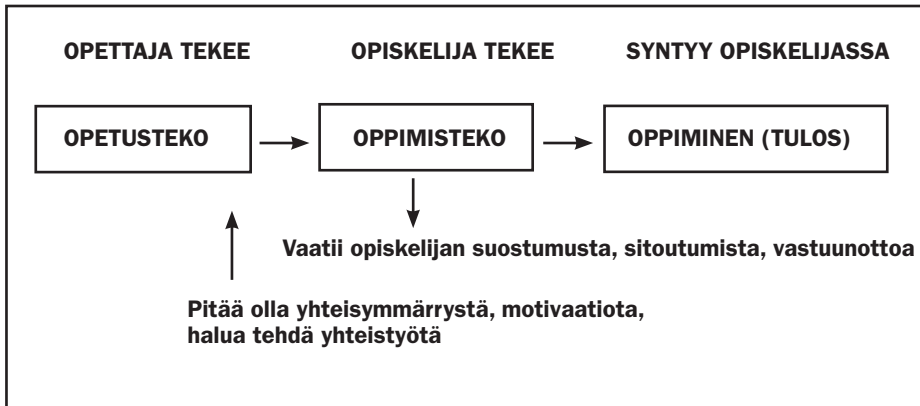 OPETTAJA TEKEE
OPISKELIJA TEKEE
SYNTYY OPISKELIJASSA
OPETUSTEKO
OPPIMISTEKO
OPPIMINEN (TULOS)
Vaatii opiskelijan suostumusta, sitoutumista, vastuunottoa
Pitää olla yhteisymmärrystä, motivaatiota,
halua tehdä yhteistyötä